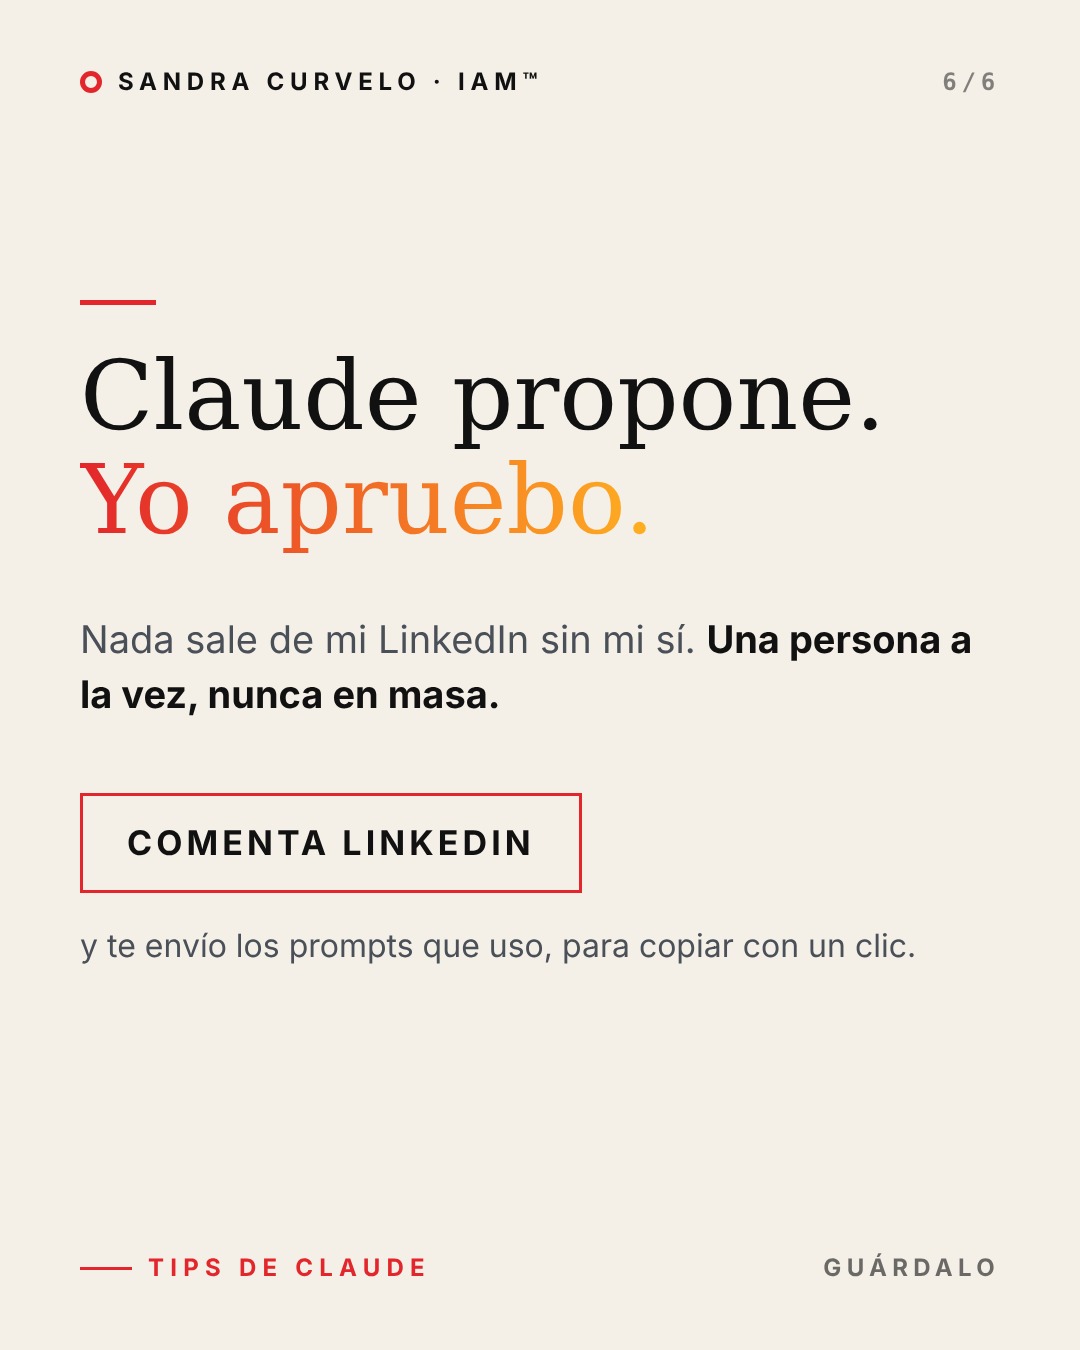 SANDRA CURVELO · IAM™
6/6
Claude propone.
Yo apruebo.
Nada sale de mi LinkedIn sin mi sí. Una persona a
la vez, nunca en masa.
COMENTA LINKEDIN
y te envío los prompts que uso, para copiar con un clic.
TIPS DE CLAUDE
GUÁRDALO